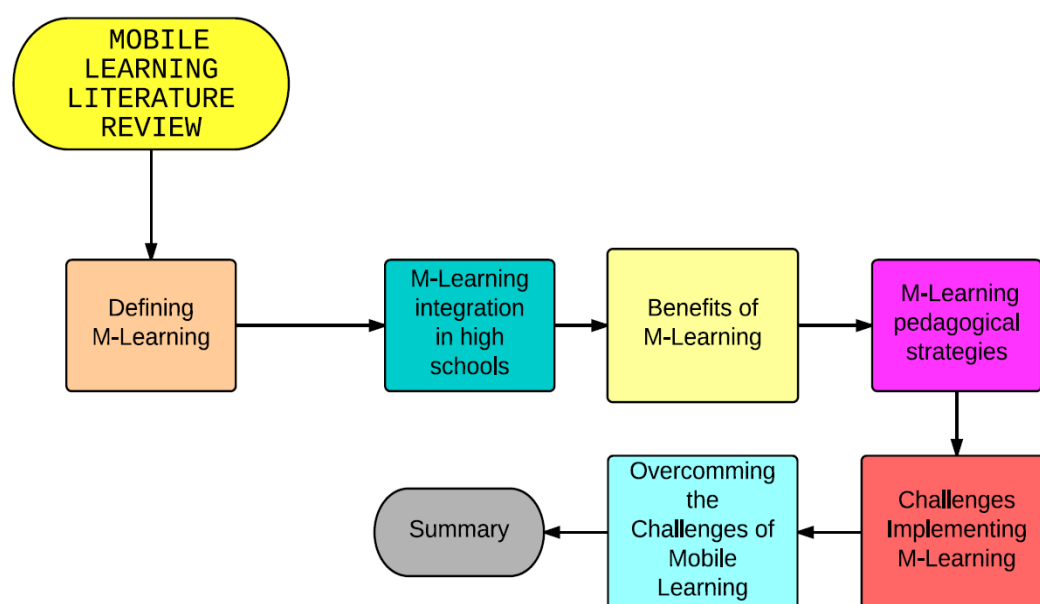 MOBILE
LEARNING
LITERATURE
REVIEW
Defining
M-Learning
M-Learning
integration
in high
schools
Benefits of
M-Learning
M-Learning
pedagogical
strategies
Challenges
Implementing
M-Learning
Overcomming
the
Challenges of
Mobile
Learning
Summary